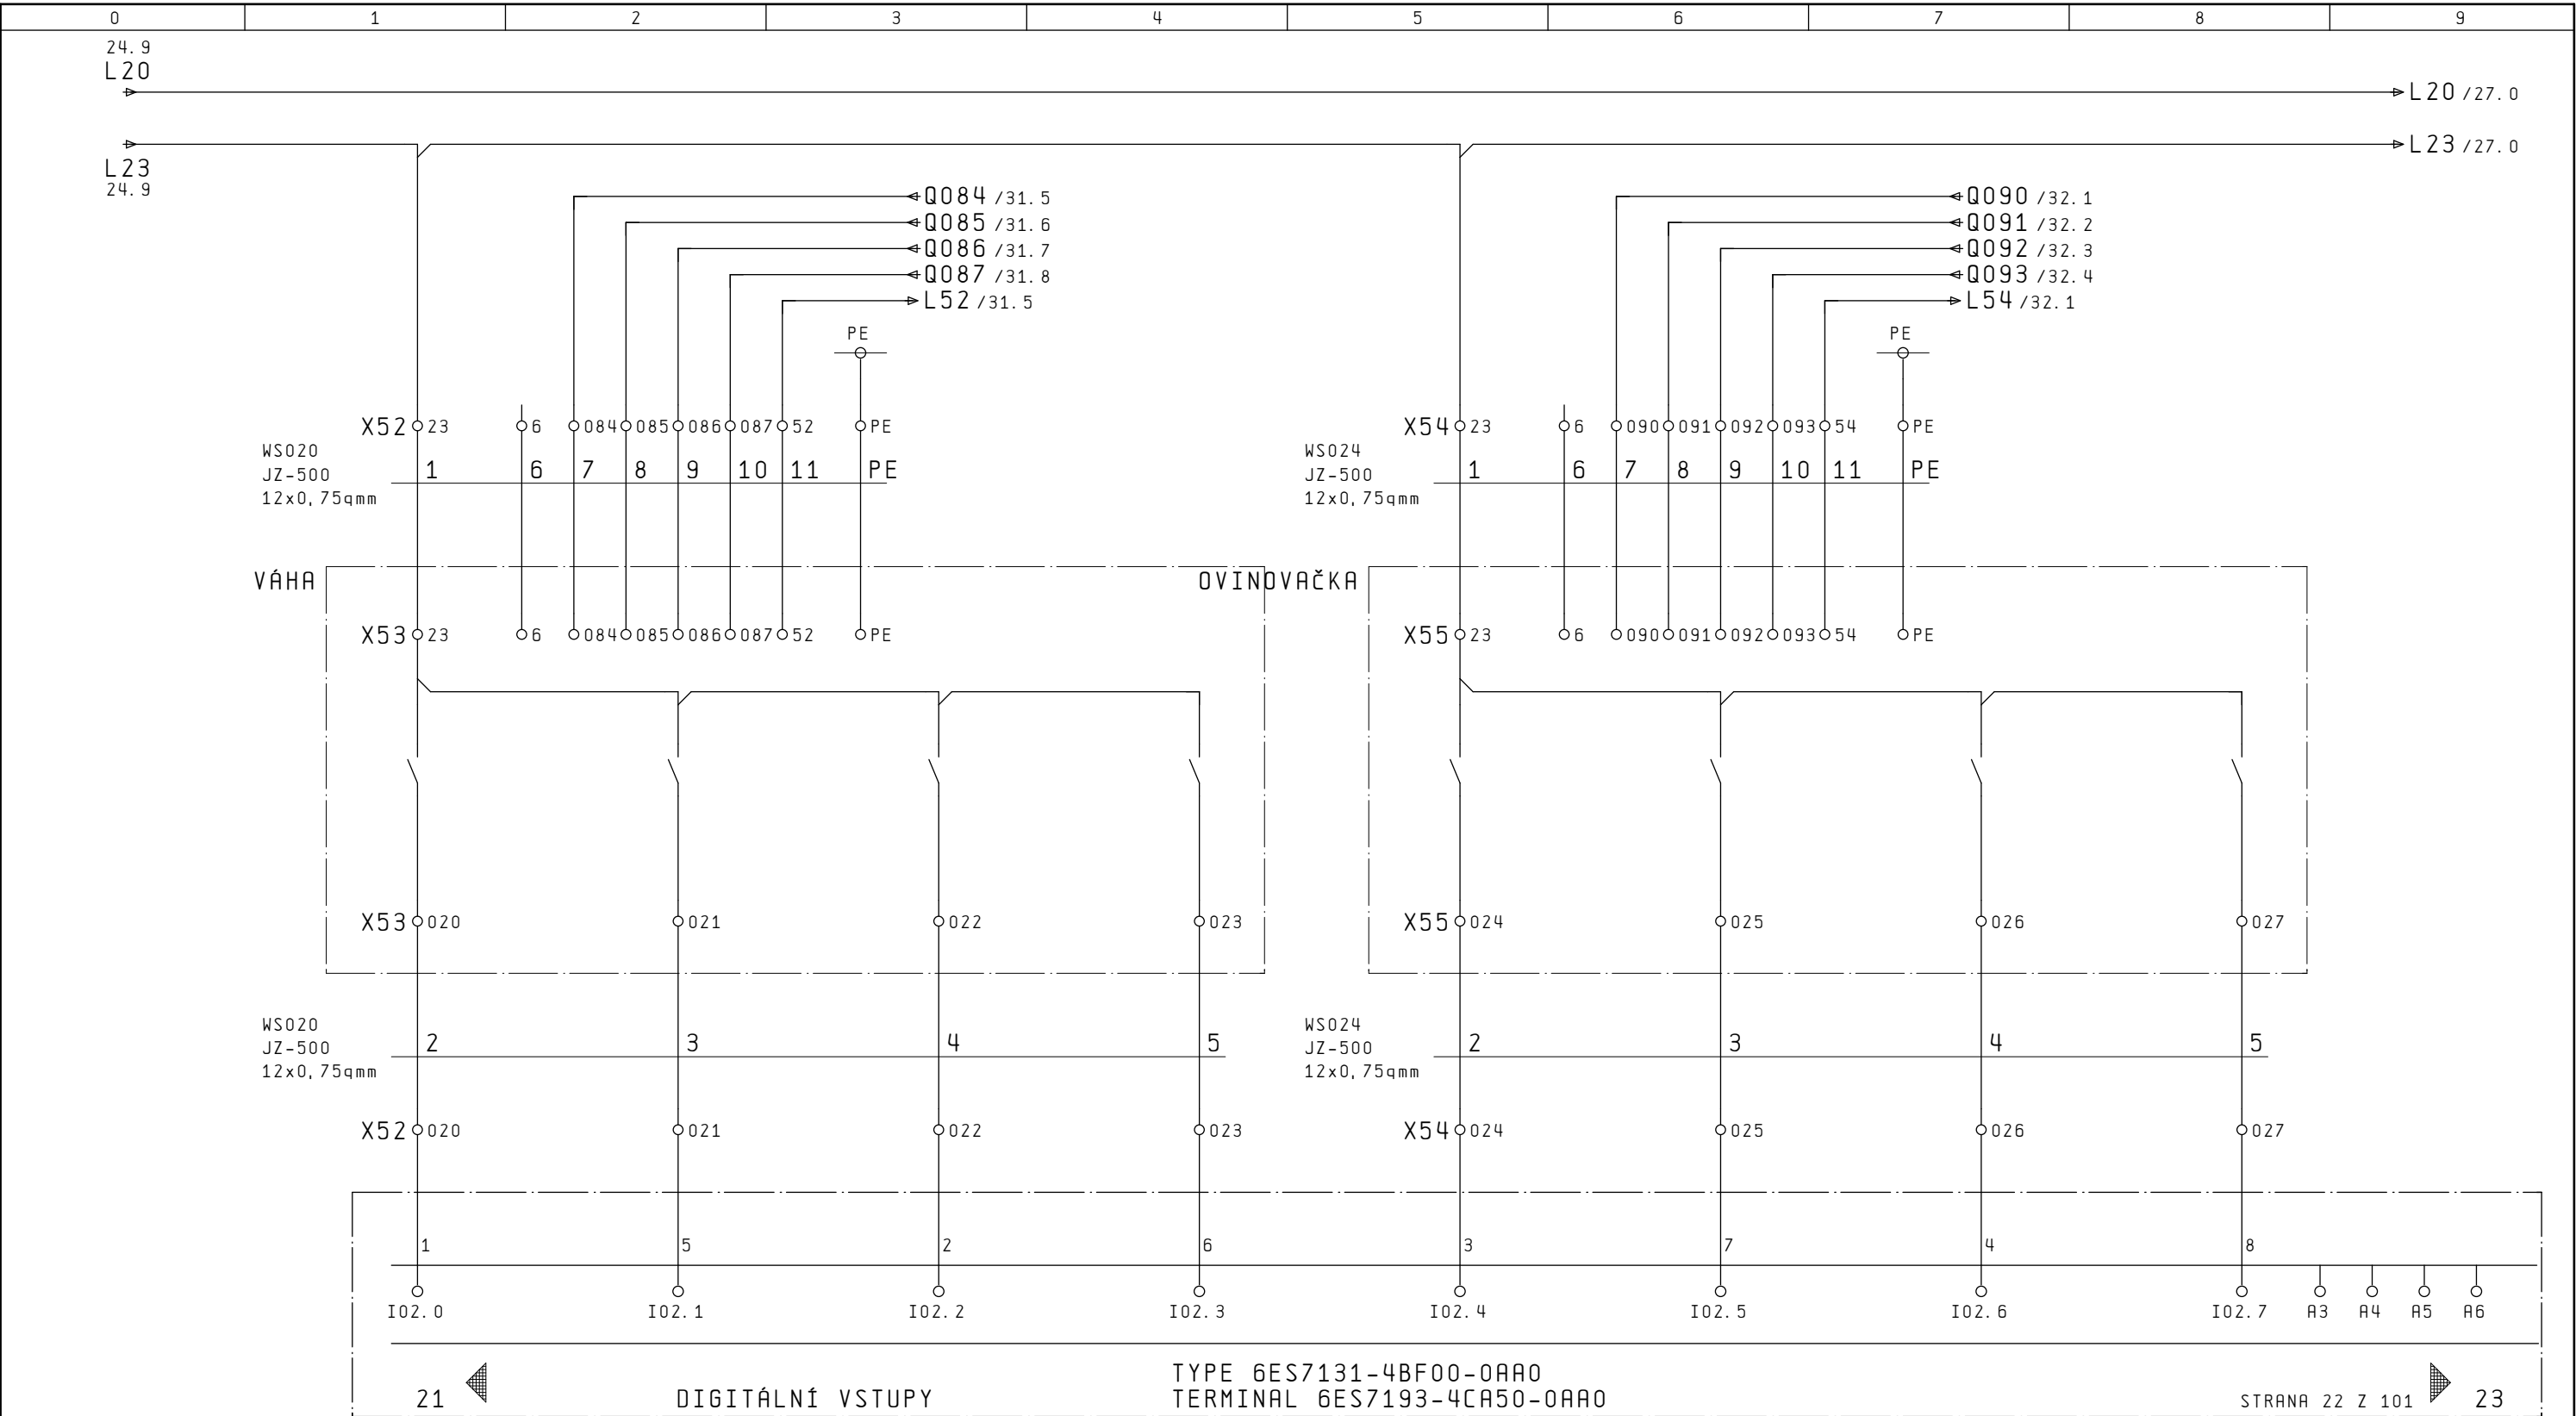 0 1 2 3 4 5 6 7 8 9
24.9
L20
L20 /27.0
L23 /27.0
L23
24.9
Q084 /31.5
Q085 /31.6
Q086 /31.7
Q087 /31.8
L52 /31.5
PE
Q090 /32.1
Q091 /32.2
Q092 /32.3
Q093 /32.4
L54 /32.1
PE
X52 23 6 084 085 086 087 52 PE
X54 23 6 090 091 092 093 54 PE
WS020
JZ-500
12x0,75qmm
1 6 7 8 9 10 11 PE
WS024
JZ-500
12x0,75qmm
1 6 7 8 9 10 11 PE
VÁHA
OVINOVAČKA
X53 23 6 084 085 086 087 52 PE
X55 23 6 090 091 092 093 54 PE
X53 020 021 022 023
X55 024 025 026 027
WS020
JZ-500
12x0,75qmm
2 3 4 5
WS024
JZ-500
12x0,75qmm
2 3 4 5
X52 020 021 022 023
X54 024 025 026 027
1 5 2 6 3 7 4 8
I02.0 I02.1 I02.2 I02.3 I02.4 I02.5 I02.6 I02.7 A3 A4 A5 A6
TYPE 6ES7131-4BF00-0AA0
21 DIGITÁLNÍ VSTUPY TERMINAL 6ES7193-4CA50-0AA0 STRANA 22 Z 101 23